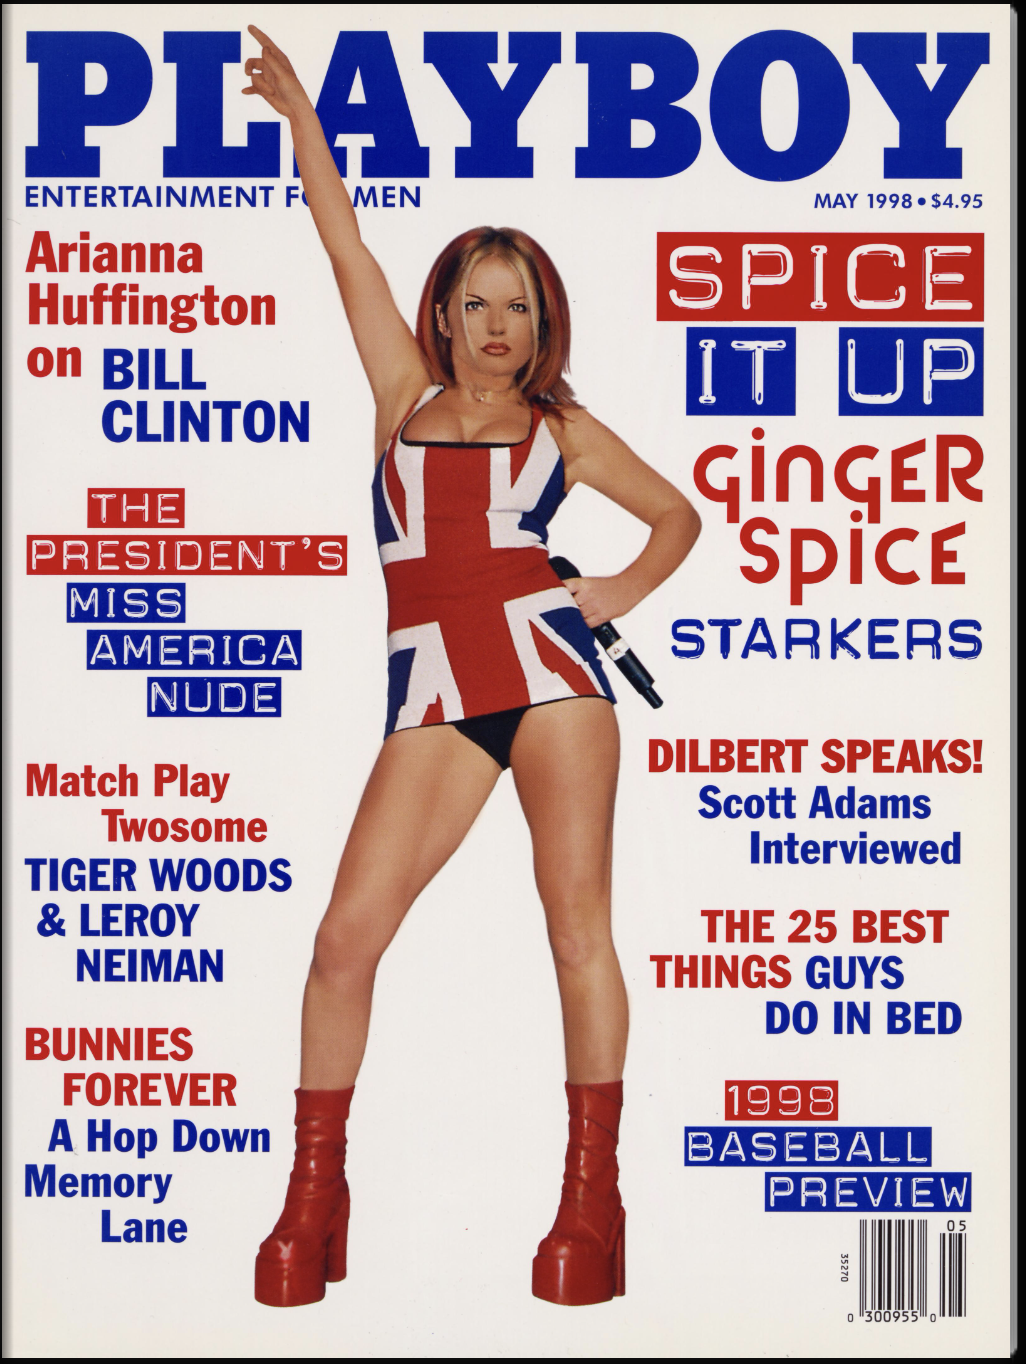 PLAYBOY
ENTERTAINMENT FOR MEN
MAY 1998 • $4.95
Arianna
Huffington
on BILL
CLINTON
THE
PRESIDENT'S
MISS
AMERICA
NUDE
Match Play
Twosome
TIGER WOODS
& LEROY
NEIMAN
BUNNIES
FOREVER
A Hop Down
Memory
Lane
SPICE
IT UP
GINGER
SPICE
STARKERS
DILBERT SPEAKS!
Scott Adams
Interviewed
THE 25 BEST
THINGS GUYS
DO IN BED
1998
BASEBALL
PREVIEW
05
35270
0 300955 0